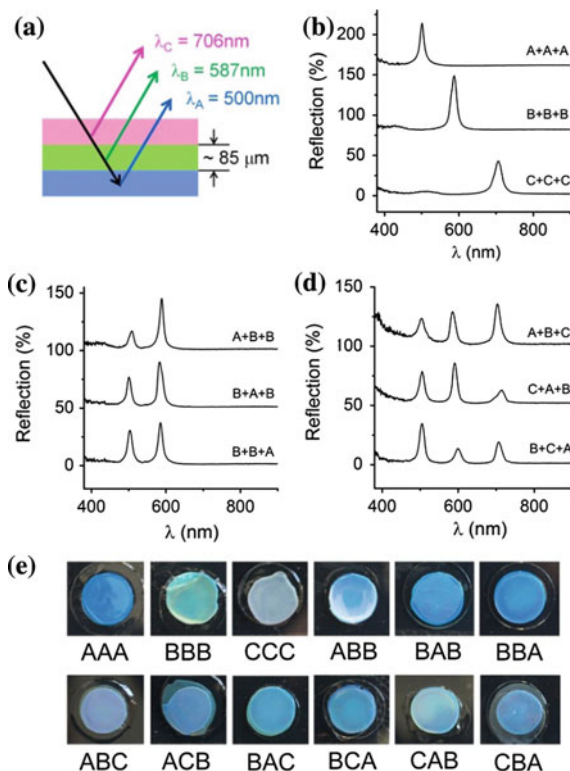 (a)
λC = 706nm
λB = 587nm
λA = 500nm
~ 85 μm
(b)
Reflection (%)
200
150
100
50
0
A+A+A
B+B+B
C+C+C
400 600 800
λ (nm)
(c)
Reflection (%)
150
100
50
0
A+B+B
B+A+B
B+B+A
400 600 800
λ (nm)
(d)
Reflection (%)
150
100
50
0
A+B+C
C+A+B
B+C+A
400 600 800
λ (nm)
(e)
AAA BBB CCC ABB BAB BBA
ABC ACB BAC BCA CAB CBA